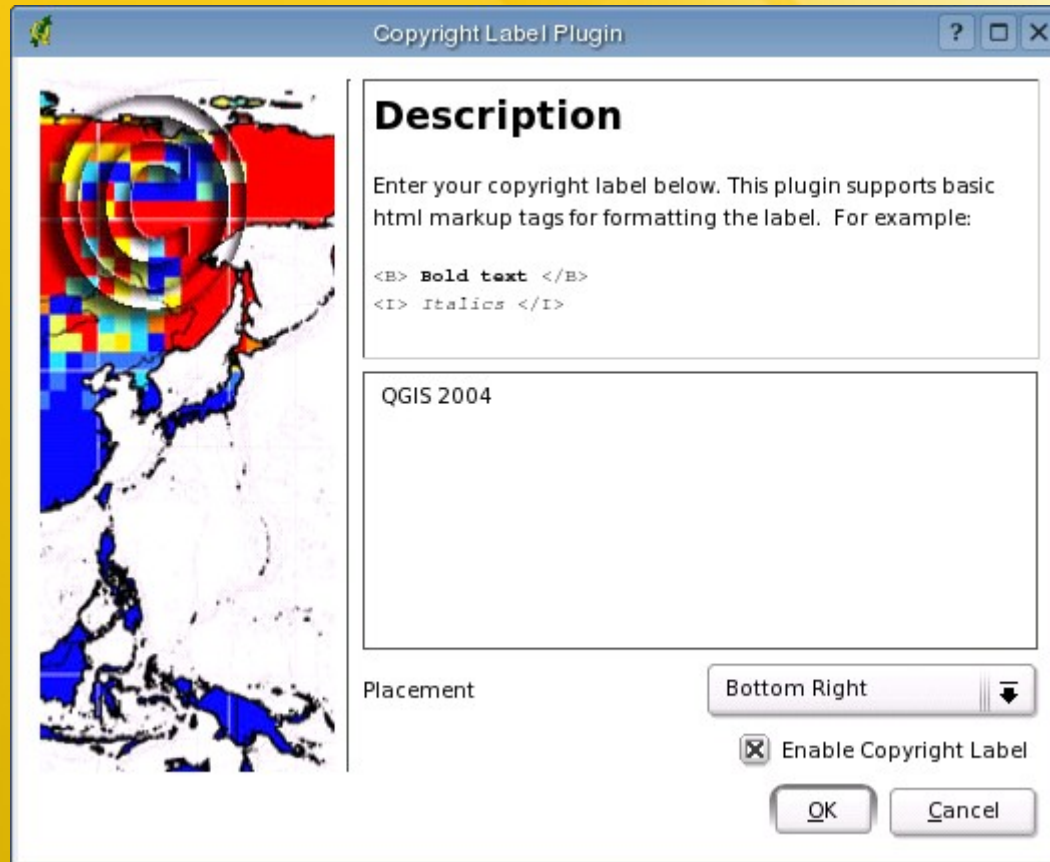 Copyright Label Plugin
Description
Enter your copyright label below. This plugin supports basic
html markup tags for formatting the label. For example:
<B> Bold text </B>
<I> Italics </I>
QGIS 2004
Placement
Bottom Right
Enable Copyright Label
OK
Cancel